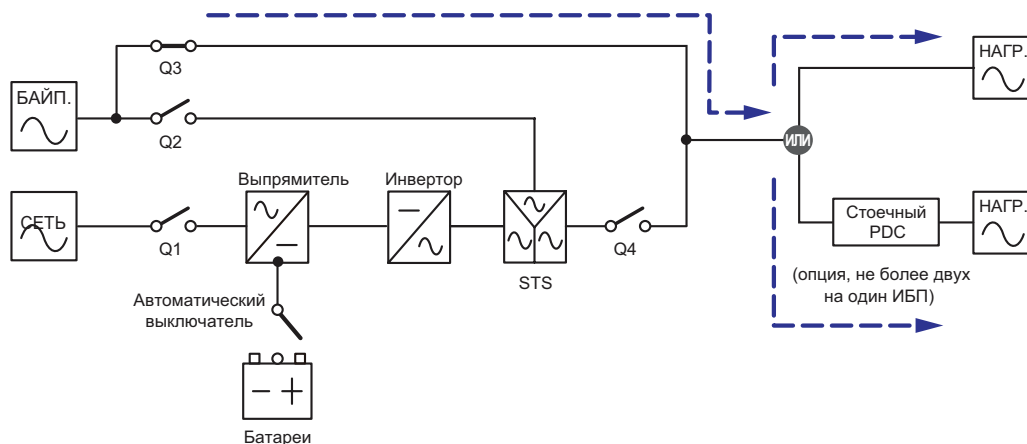 НАГР.
Q3
БАЙП.
Q2
ИЛИ
Выпрямитель
Инвертор
СЕТЬ
Стоечный
PDC
НАГР.
Q1
Q4
STS
(опция, не более двух
на один ИБП)
Автоматический
выключатель
Батареи